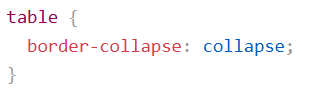 table {
  border-collapse: collapse;
}